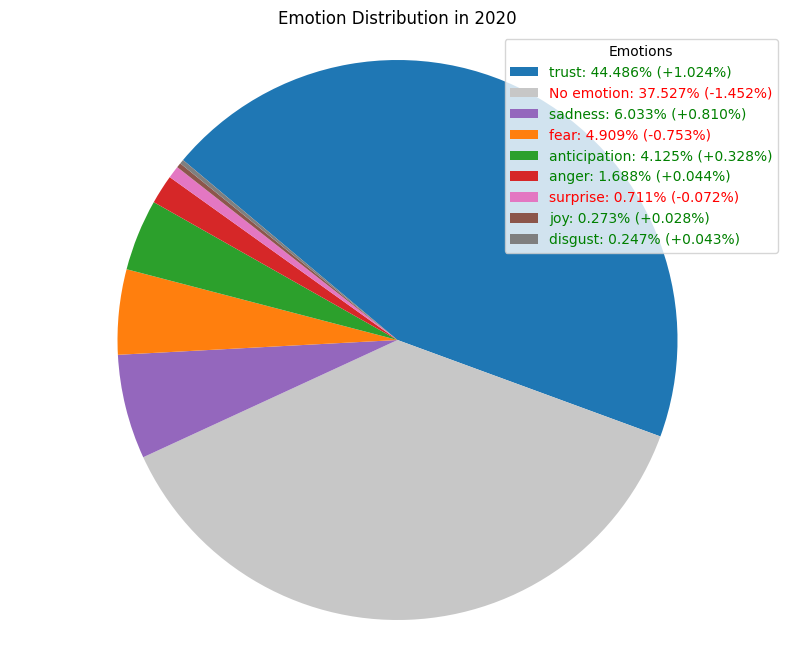 Emotion Distribution in 2020
Emotions
trust: 44.486% (+1.024%)
No emotion: 37.527% (-1.452%)
sadness: 6.033% (+0.810%)
fear: 4.909% (-0.753%)
anticipation: 4.125% (+0.328%)
anger: 1.688% (+0.044%)
surprise: 0.711% (-0.072%)
joy: 0.273% (+0.028%)
disgust: 0.247% (+0.043%)